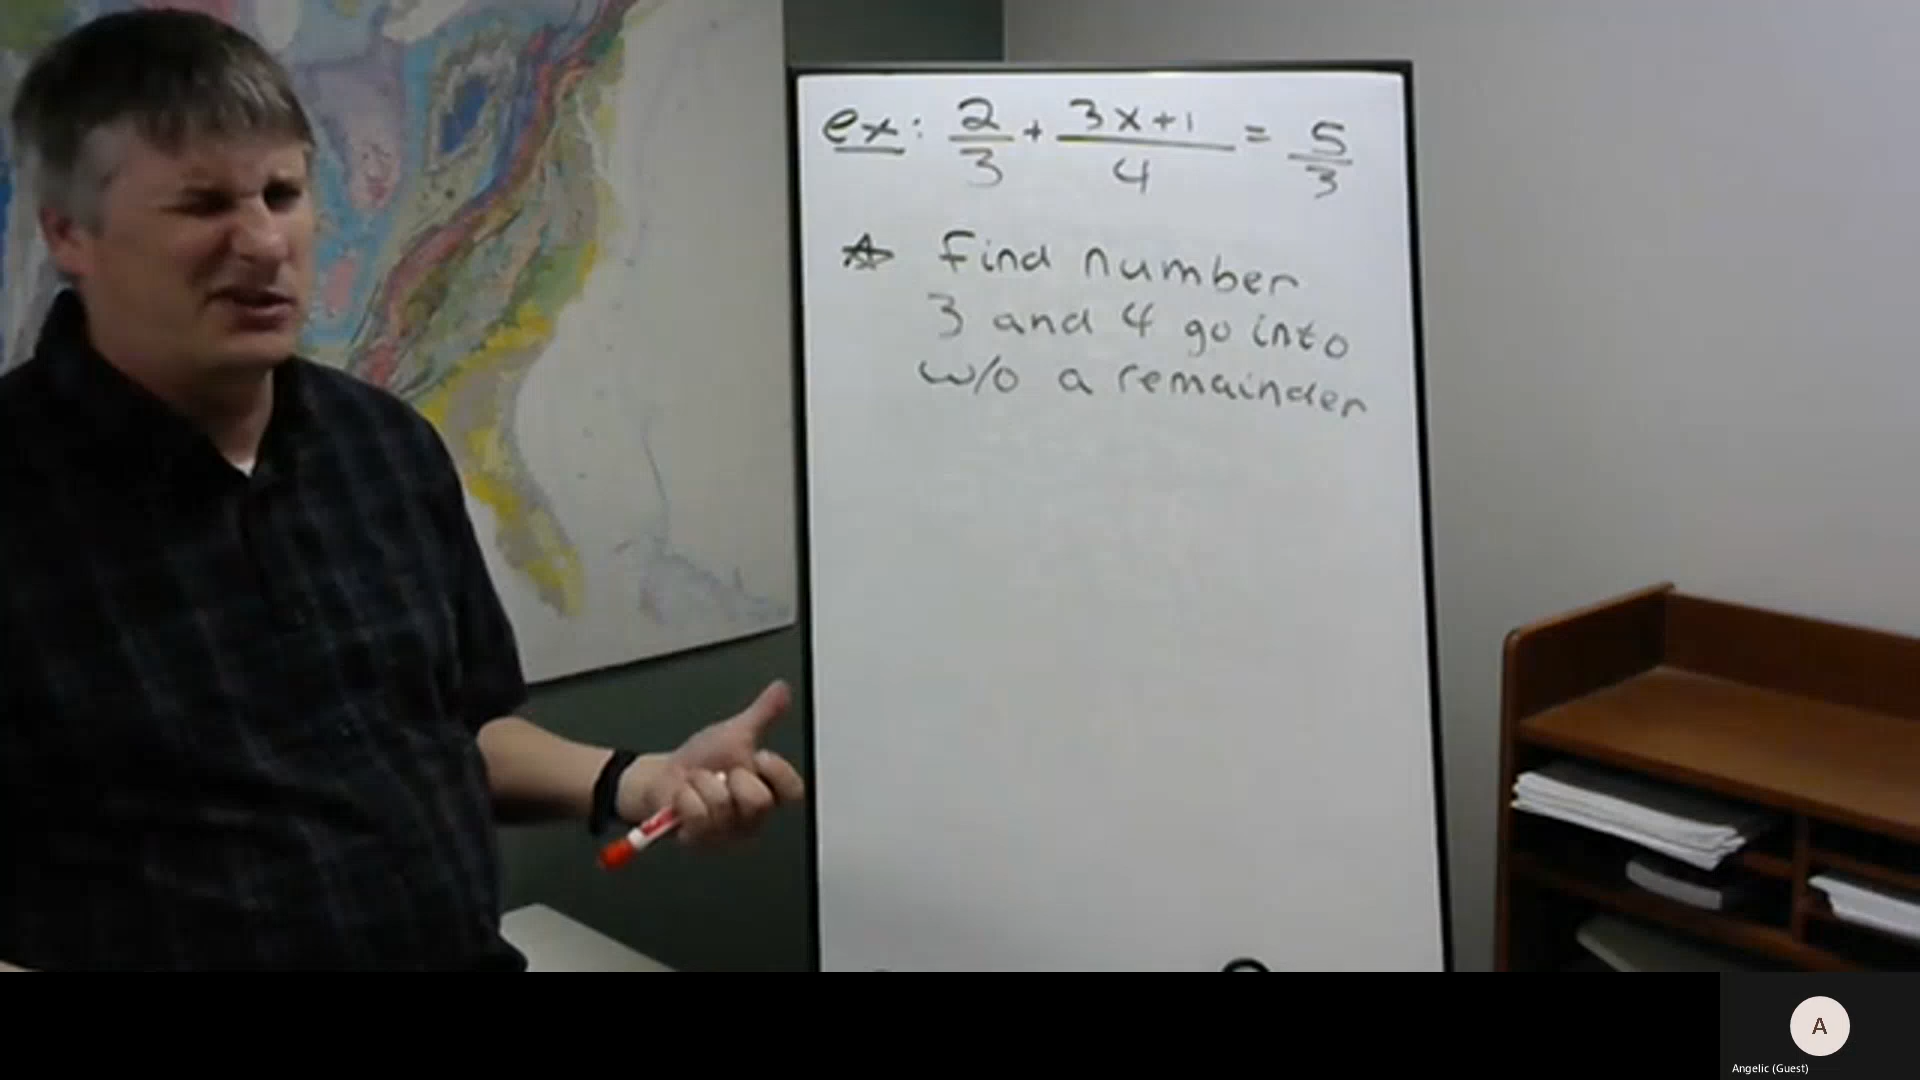 ex: 2/3 + 3x+1/4 = 5/3
☆ Find number
3 and 4 go into
w/o a remainder
A
Angelic (Guest)